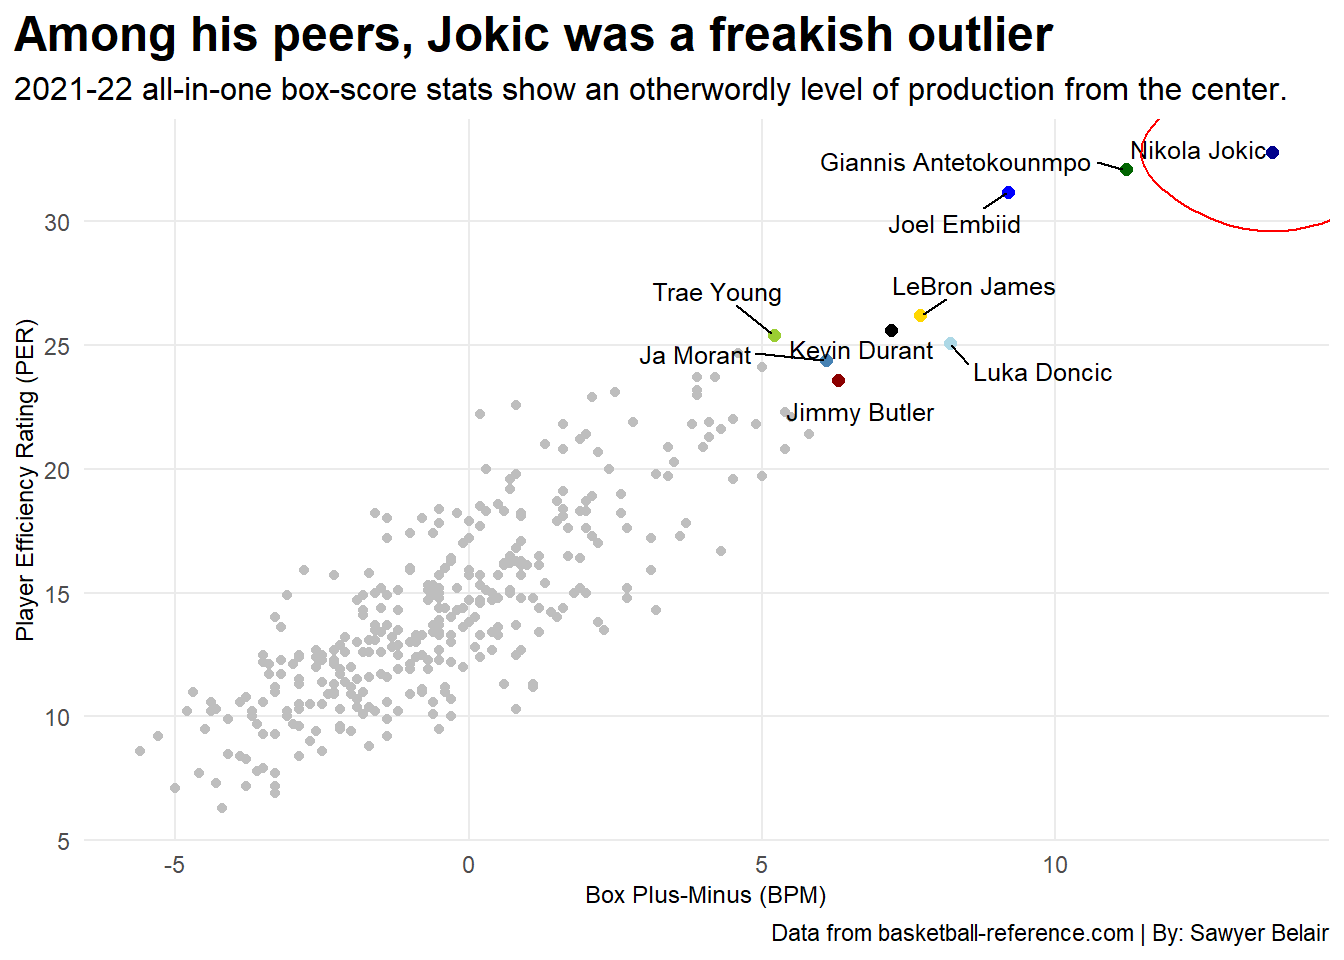 Among his peers, Jokic was a freakish outlier
2021-22 all-in-one box-score stats show an otherwordly level of production from the center.
Nikola Jokic
Giannis Antetokounmpo
Joel Embiid
LeBron James
Trae Young
Kevin Durant
Ja Morant
Luka Doncic
Jimmy Butler
Player Efficiency Rating (PER)
30
25
20
15
10
5
-5 0 5 10
Box Plus-Minus (BPM)
Data from basketball-reference.com | By: Sawyer Belair